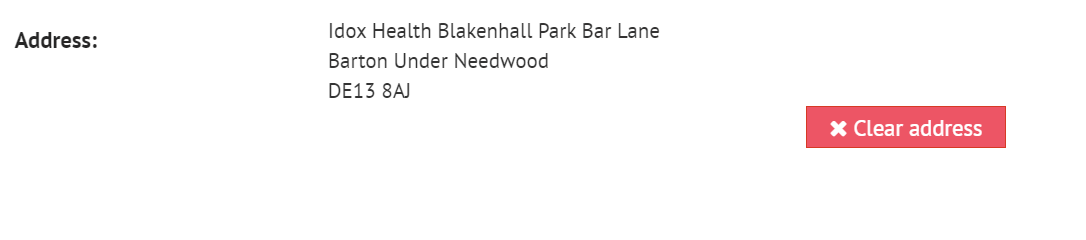 Address:
Idox Health Blakenhall Park Bar Lane
Barton Under Needwood
DE13 8AJ
✖ Clear address